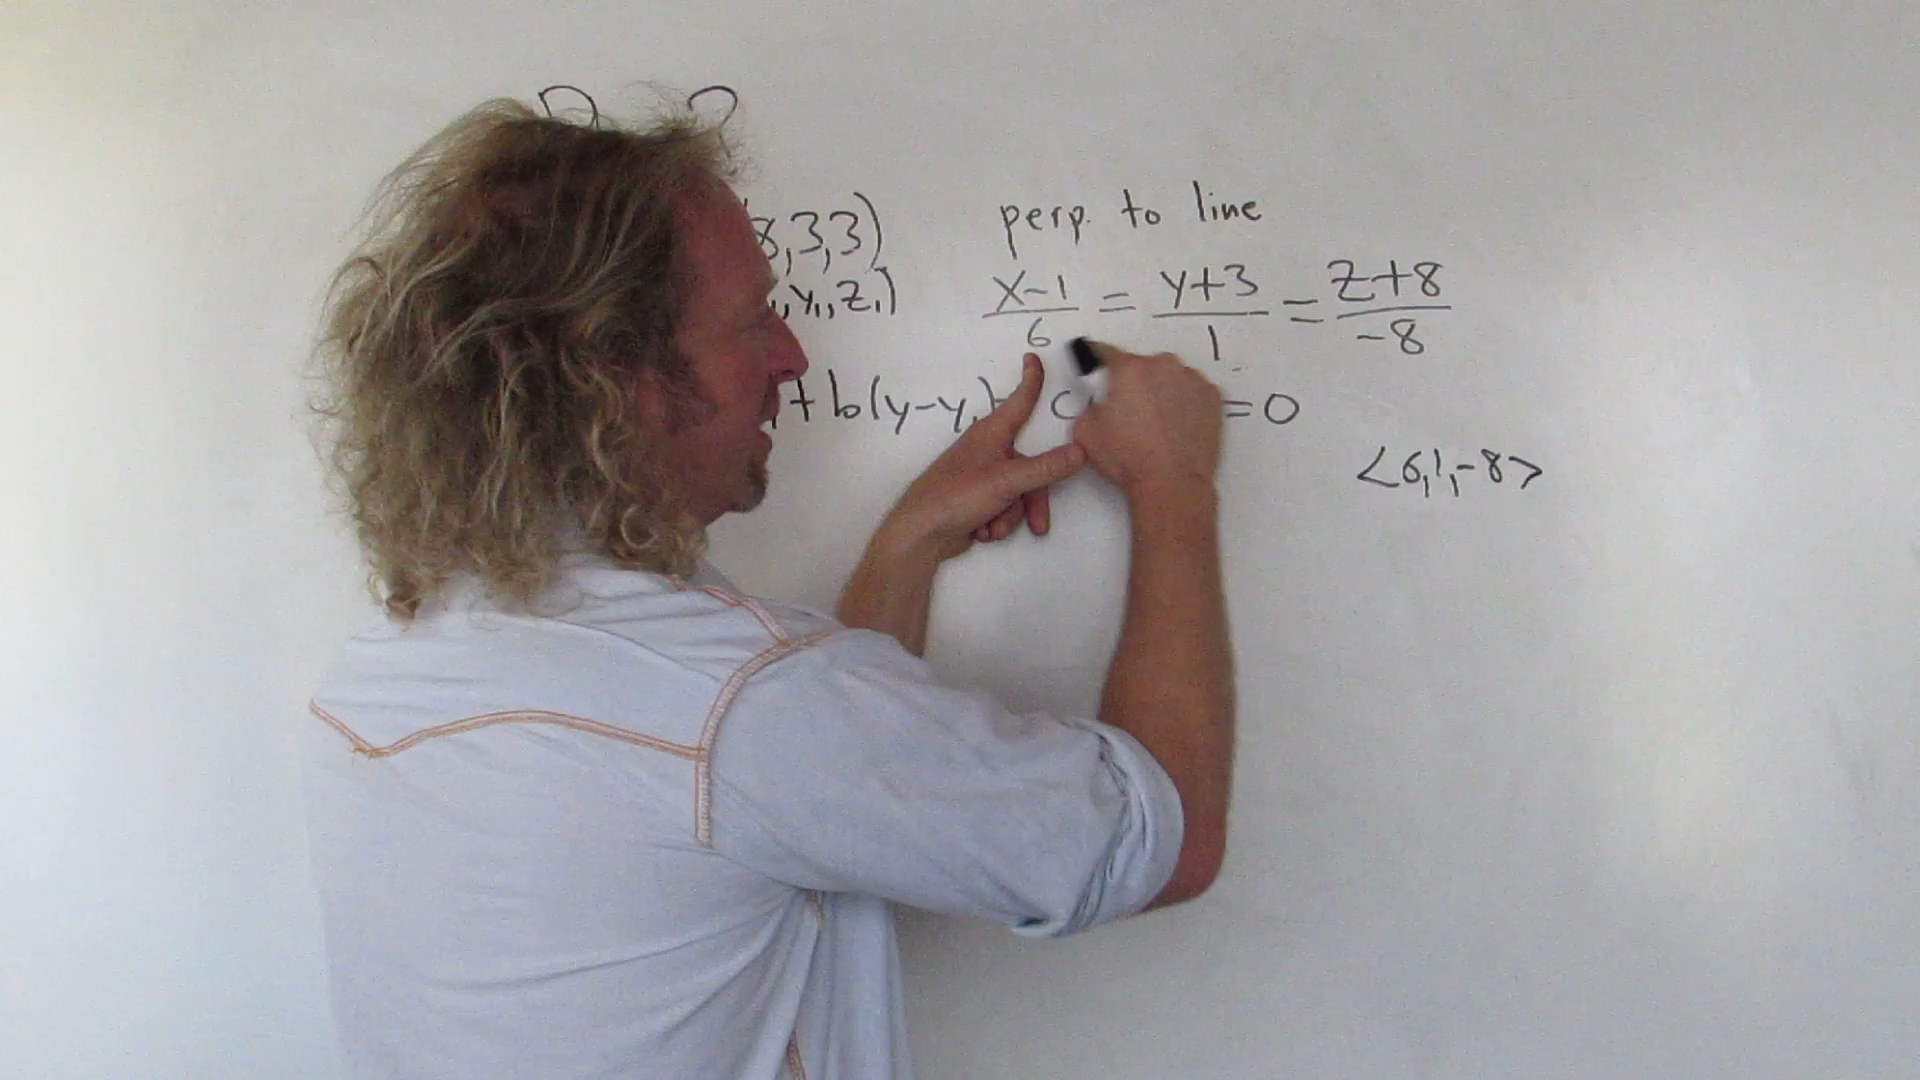 8,3,3) perp. to line
,y₁,z₁) x-1/6 = y+3/1 = z+8/-8
+ b(y-y₁) c =0
<6,1,-8>